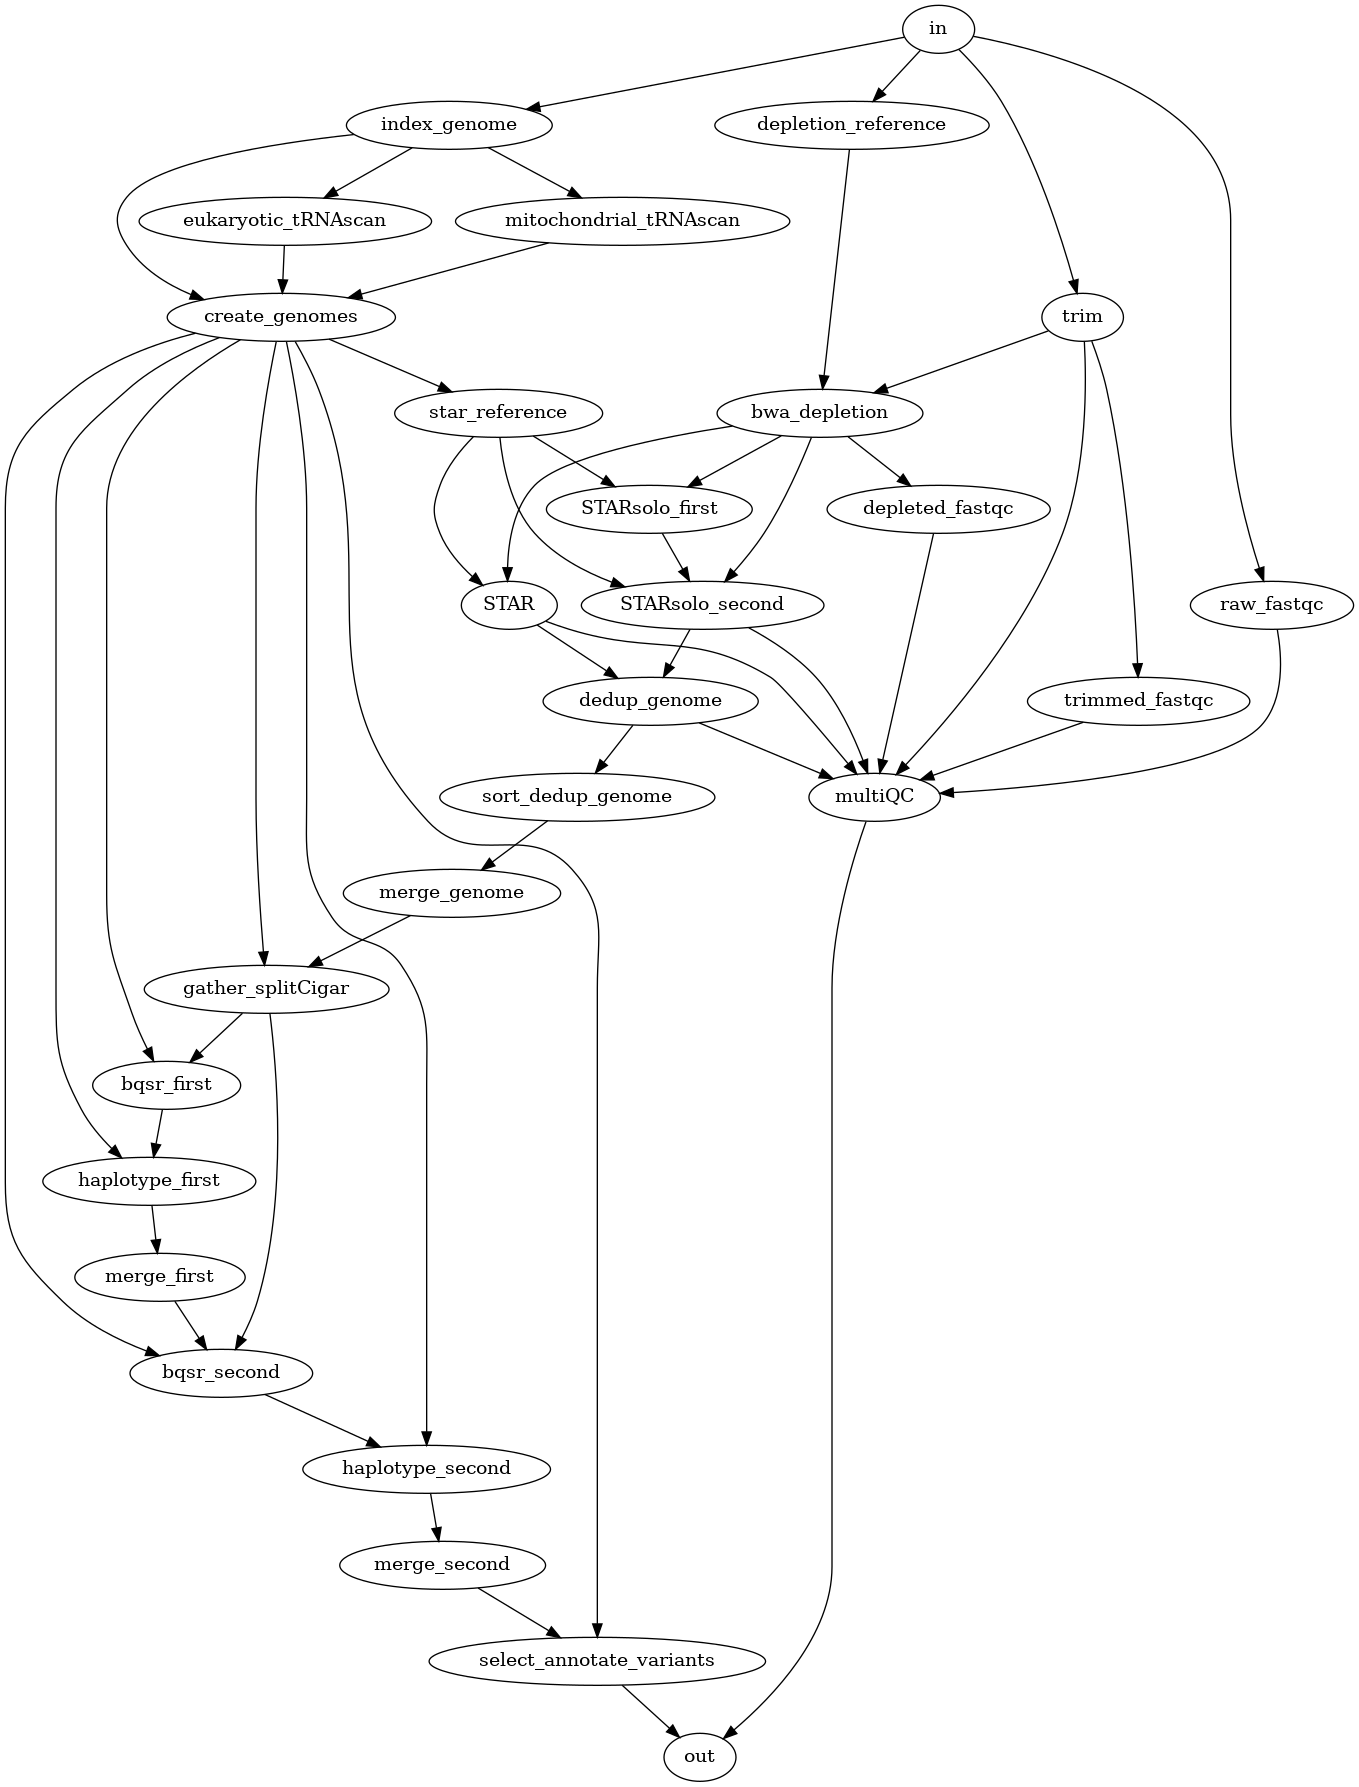 in
index_genome
depletion_reference
eukaryotic_tRNAscan
mitochondrial_tRNAscan
create_genomes
trim
star_reference
bwa_depletion
STARsolo_first
depleted_fastqc
STAR
STARsolo_second
raw_fastqc
dedup_genome
trimmed_fastqc
sort_dedup_genome
multiQC
merge_genome
gather_splitCigar
bqsr_first
haplotype_first
merge_first
bqsr_second
haplotype_second
merge_second
select_annotate_variants
out